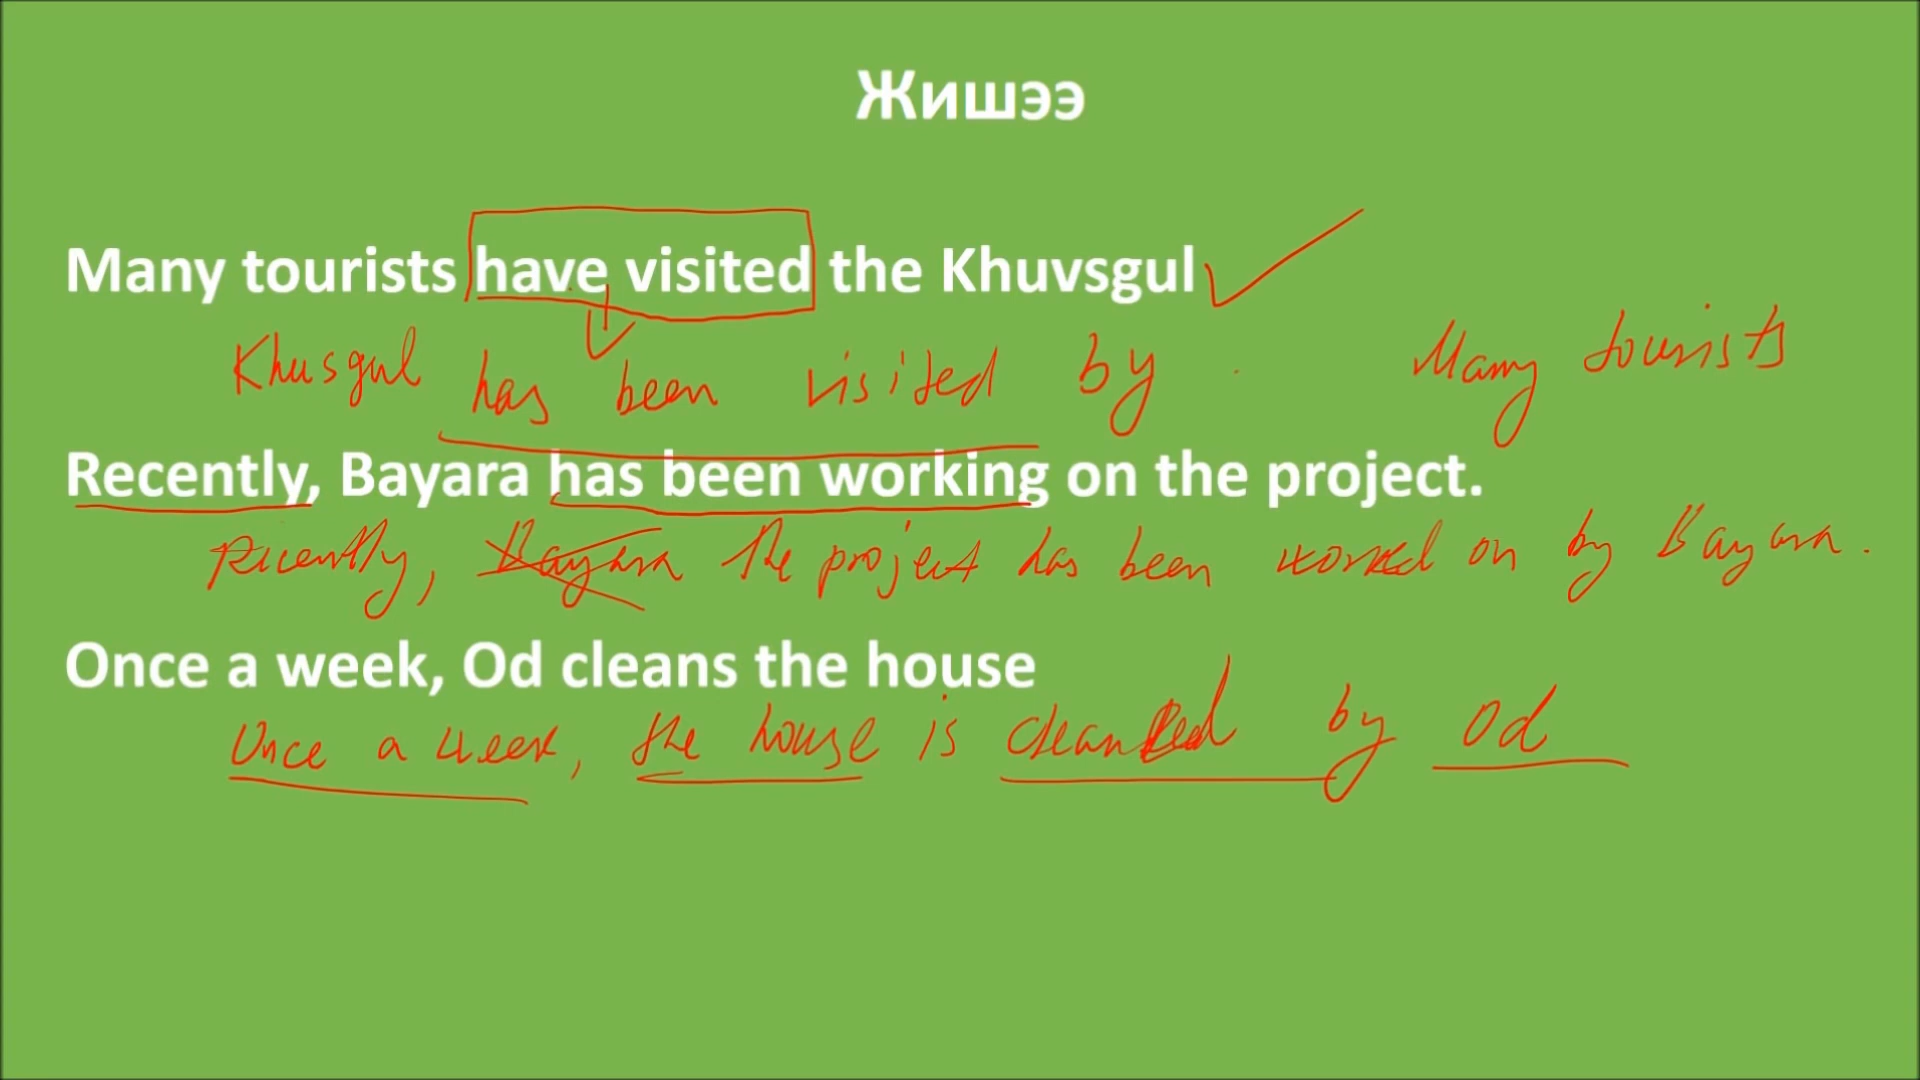 Жишээ
Many tourists have visited the Khuvsgul
Khusgul has been visited by Many tourists
Recently, Bayara has been working on the project.
Recently, Bayara the project has been worked on by Bayara.
Once a week, Od cleans the house
Once a week, the house is cleaned by Od